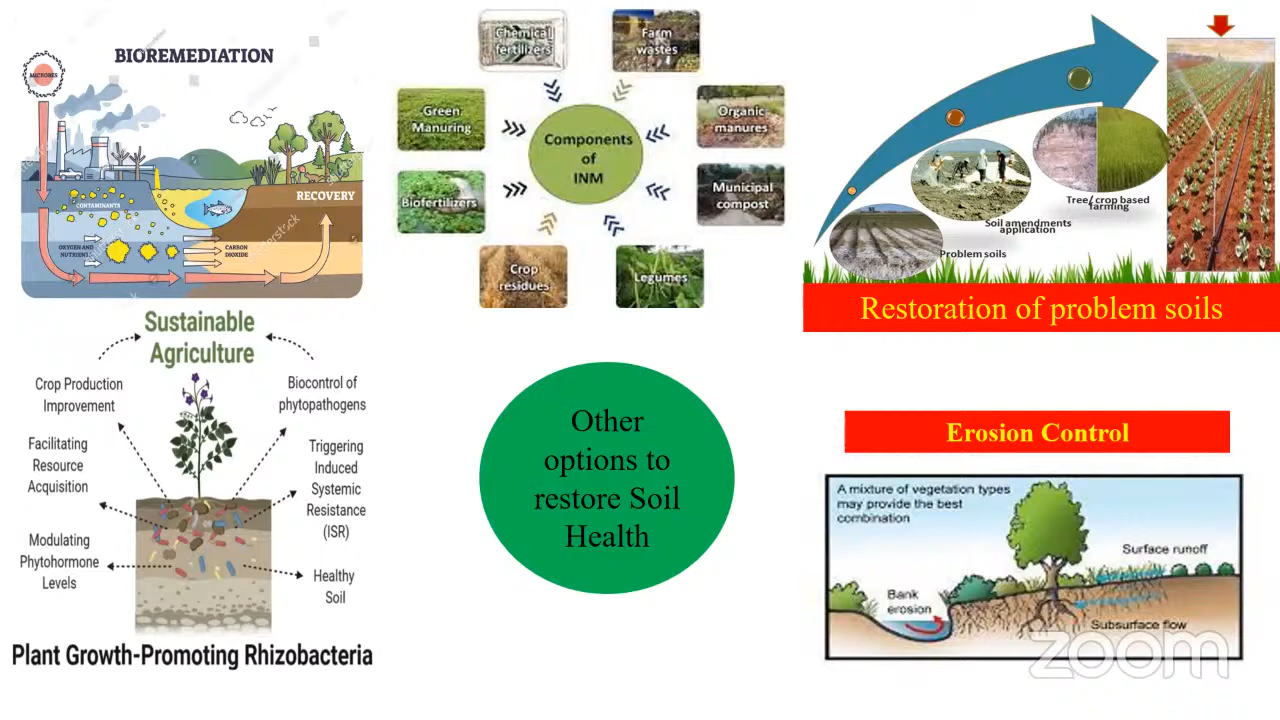 BIOREMEDIATION
MICROBES
CONTAMINANTS
RECOVERY
OXYGEN AND
NUTRIENT
CARBON
DIOXIDE
Chemical
fertilizers
Farm
wastes
Green
Manuring
Organic
manures
Components
of
INM
Biofertilizers
Municipal
compost
Crop
residues
Legumes
Tree/ crop based
farming
Soil amendments
application
Problem soils
Restoration of problem soils
Sustainable
Agriculture
Crop Production
Improvement
Biocontrol of
phytopathogens
Facilitating
Resource
Acquisition
Triggering
Induced
Systemic
Resistance
(ISR)
Modulating
Phytohormone
Levels
Healthy
Soil
Plant Growth-Promoting Rhizobacteria
Other
options to
restore Soil
Health
Erosion Control
A mixture of vegetation types
may provide the best
combination
Surface runoff
Bank
erosion
Subsurface flow
zoom